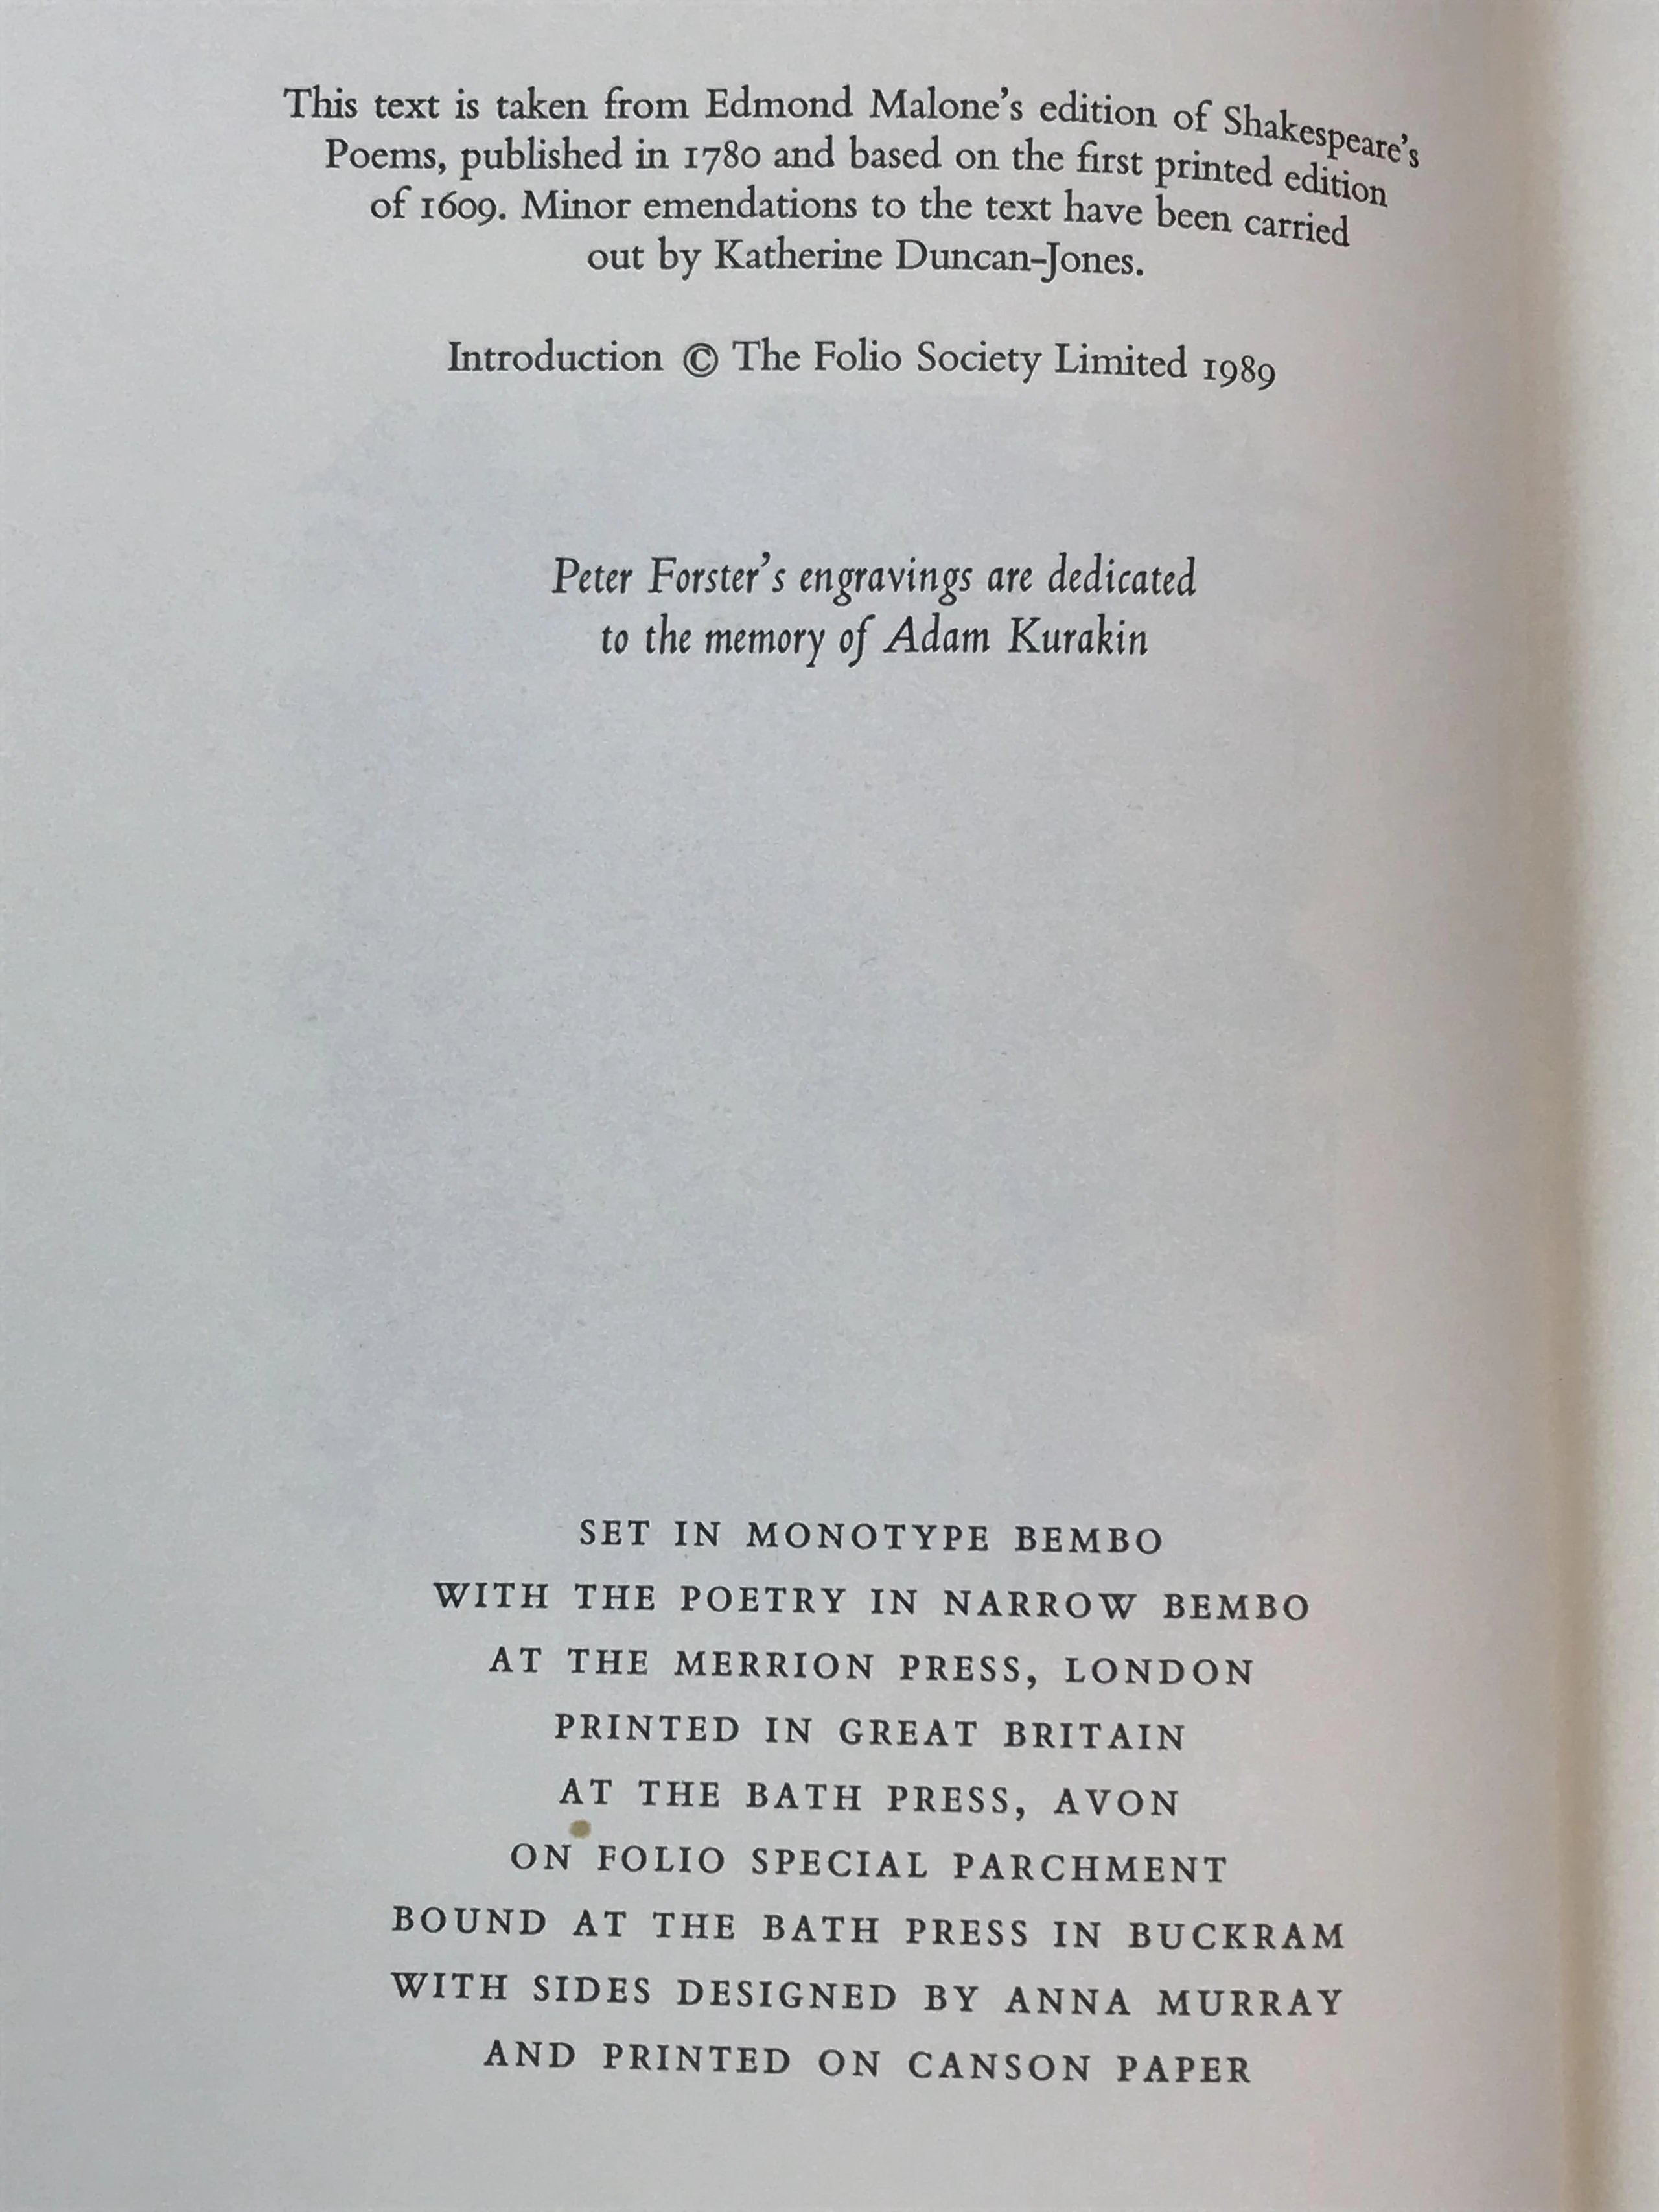 This text is taken from Edmond Malone's edition of Shakespeare's
Poems, published in 1780 and based on the first printed edition
of 1609. Minor emendations to the text have been carried
out by Katherine Duncan-Jones.
Introduction © The Folio Society Limited 1989
Peter Forster's engravings are dedicated
to the memory of Adam Kurakin
SET IN MONOTYPE BEMBO
WITH THE POETRY IN NARROW BEMBO
AT THE MERRION PRESS, LONDON
PRINTED IN GREAT BRITAIN
AT THE BATH PRESS, AVON
ON FOLIO SPECIAL PARCHMENT
BOUND AT THE BATH PRESS IN BUCKRAM
WITH SIDES DESIGNED BY ANNA MURRAY
AND PRINTED ON CANSON PAPER